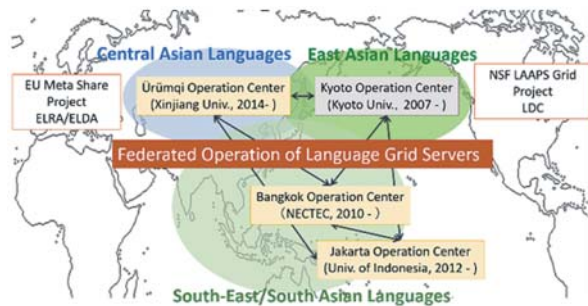 Central Asian Languages
East Asian Languages
EU Meta Share
Project
ELRA/ELDA
Ürümqi Operation Center
(Xinjiang Univ., 2014- )
Kyoto Operation Center
(Kyoto Univ., 2007 - )
NSF LAAPS Grid
Project
LDC
Federated Operation of Language Grid Servers
Bangkok Operation Center
(NECTEC, 2010 - )
Jakarta Operation Center
(Univ. of Indonesia, 2012 - )
South-East/South Asian Languages